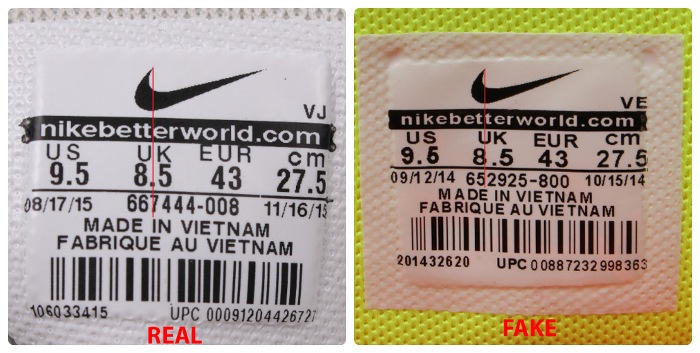 VJ
nikebetterworld.com
US UK EUR cm
9.5 8.5 43 27.5
08/17/15 667444-008 11/16/15
MADE IN VIETNAM
FABRIQUE AU VIETNAM
106033415 UPC 00091204426727
REAL
VE
nikebetterworld.com
US UK EUR cm
9.5 8.5 43 27.5
09/12/14 652925-800 10/15/14
MADE IN VIETNAM
FABRIQUE AU VIETNAM
201432620 UPC 00887232998363
FAKE